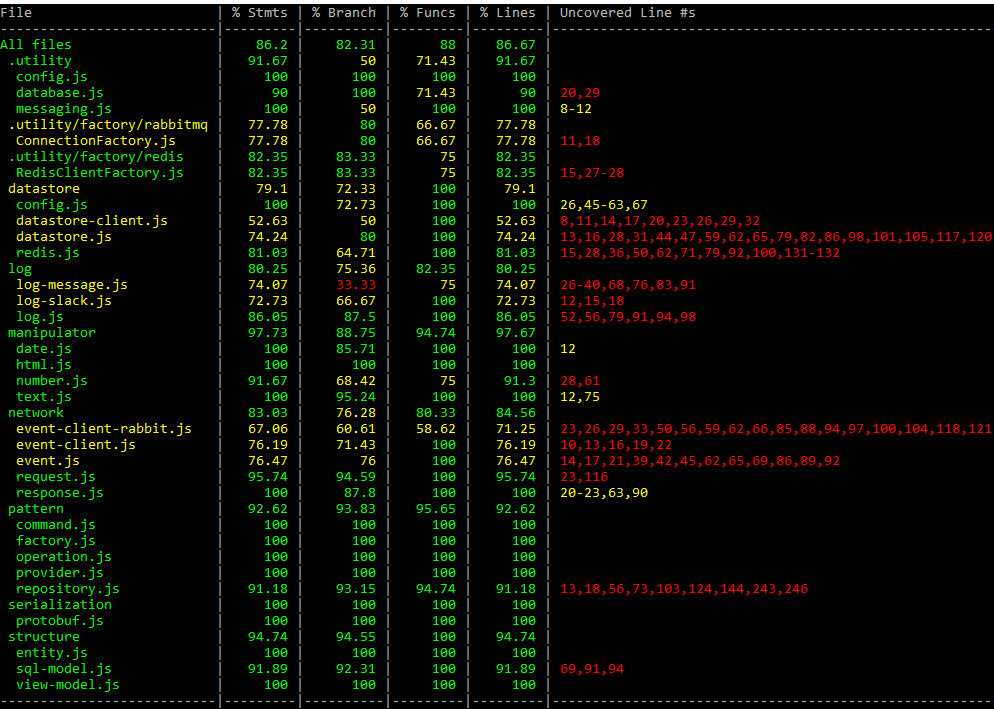 File | % Stmts | % Branch | % Funcs | % Lines | Uncovered Line #s
---------------------------|---------|----------|---------|---------|-------------------------------------------------------
All files | 86.2 | 82.31 | 88 | 86.67 |
.utility | 91.67 | 50 | 71.43 | 91.67 |
config.js | 100 | 100 | 100 | 100 |
database.js | 90 | 100 | 71.43 | 90 | 20,29
messaging.js | 100 | 50 | 100 | 100 | 8-12
.utility/factory/rabbitmq | 77.78 | 80 | 66.67 | 77.78 |
ConnectionFactory.js | 77.78 | 80 | 66.67 | 77.78 | 11,18
.utility/factory/redis | 82.35 | 83.33 | 75 | 82.35 |
RedisClientFactory.js | 82.35 | 83.33 | 75 | 82.35 | 15,27-28
datastore | 79.1 | 72.33 | 100 | 79.1 |
config.js | 100 | 72.73 | 100 | 100 | 26,45-63,67
datastore-client.js | 52.63 | 50 | 100 | 52.63 | 8,11,14,17,20,23,26,29,32
datastore.js | 74.24 | 80 | 100 | 74.24 | 13,16,28,31,44,47,59,62,65,79,82,86,98,101,105,117,120
redis.js | 81.03 | 64.71 | 100 | 81.03 | 15,28,36,50,62,71,79,92,100,131-132
log | 80.25 | 75.36 | 82.35 | 80.25 |
log-message.js | 74.07 | 33.33 | 75 | 74.07 | 26-40,68,76,83,91
log-slack.js | 72.73 | 66.67 | 100 | 72.73 | 12,15,18
log.js | 86.05 | 87.5 | 100 | 86.05 | 52,56,79,91,94,98
manipulator | 97.73 | 88.75 | 94.74 | 97.67 |
date.js | 100 | 85.71 | 100 | 100 | 12
html.js | 100 | 100 | 100 | 100 |
number.js | 91.67 | 68.42 | 75 | 91.3 | 28,61
text.js | 100 | 95.24 | 100 | 100 | 12,75
network | 83.03 | 76.28 | 80.33 | 84.56 |
event-client-rabbit.js | 67.06 | 60.61 | 58.62 | 71.25 | 23,26,29,33,50,56,59,62,66,85,88,94,97,100,104,118,121
event-client.js | 76.19 | 71.43 | 100 | 76.19 | 10,13,16,19,22
event.js | 76.47 | 76 | 100 | 76.47 | 14,17,21,39,42,45,62,65,69,86,89,92
request.js | 95.74 | 94.59 | 100 | 95.74 | 23,116
response.js | 100 | 87.8 | 100 | 100 | 20-23,63,90
pattern | 92.62 | 93.83 | 95.65 | 92.62 |
command.js | 100 | 100 | 100 | 100 |
factory.js | 100 | 100 | 100 | 100 |
operation.js | 100 | 100 | 100 | 100 |
provider.js | 100 | 100 | 100 | 100 |
repository.js | 91.18 | 93.15 | 94.74 | 91.18 | 13,18,56,73,103,124,144,243,246
serialization | 100 | 100 | 100 | 100 |
protobuf.js | 100 | 100 | 100 | 100 |
structure | 94.74 | 94.55 | 100 | 94.74 |
entity.js | 100 | 100 | 100 | 100 |
sql-model.js | 91.89 | 92.31 | 100 | 91.89 | 69,91,94
view-model.js | 100 | 100 | 100 | 100 |
---------------------------|---------|----------|---------|---------|-------------------------------------------------------